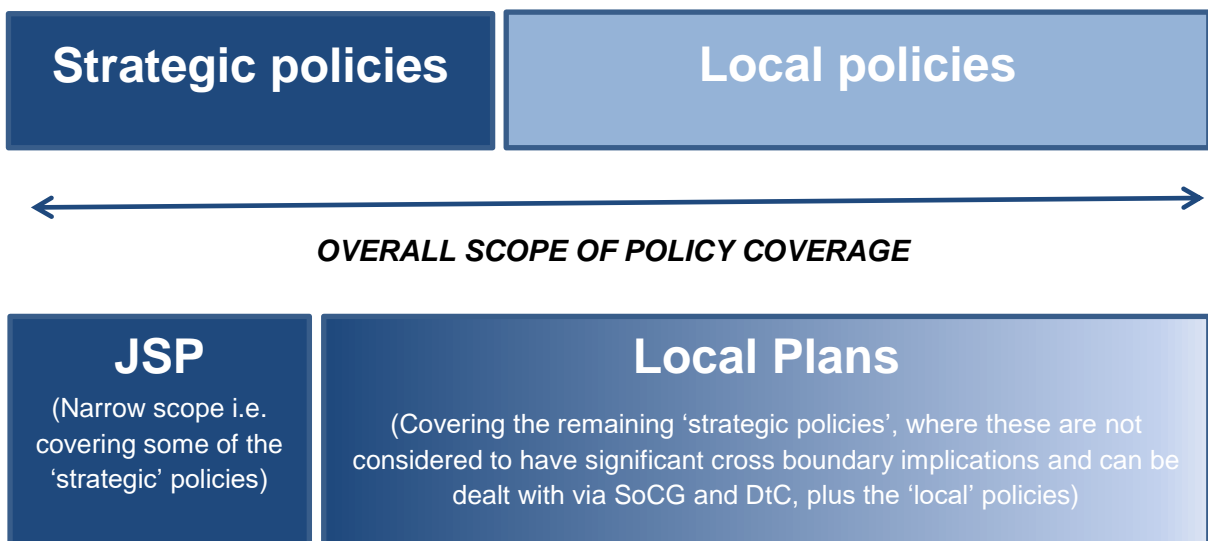 Strategic policies
Local policies
OVERALL SCOPE OF POLICY COVERAGE
JSP
(Narrow scope i.e.
covering some of the
‘strategic’ policies)
Local Plans
(Covering the remaining ‘strategic policies’, where these are not
considered to have significant cross boundary implications and can be
dealt with via SoCG and DtC, plus the ‘local’ policies)